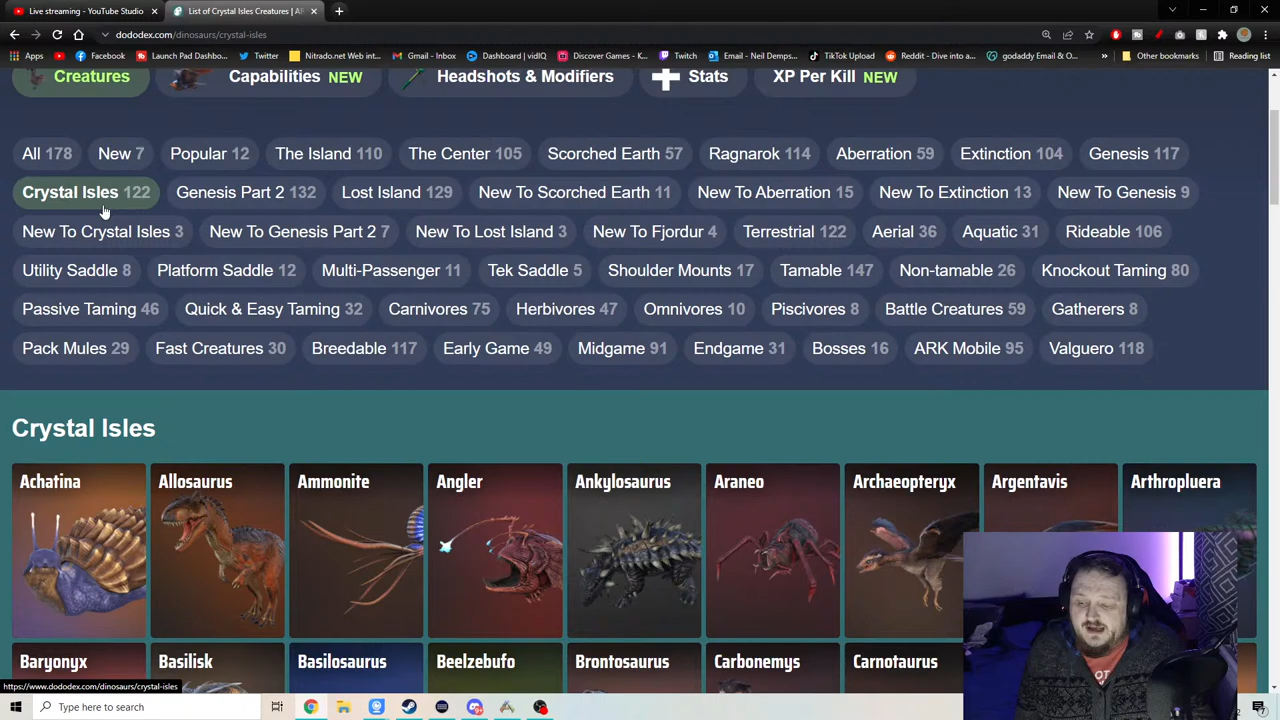 Live streaming - YouTube Studio
List of Crystal Isles Creatures | AR
dododex.com/dinosaurs/crystal-isles
Apps Facebook Launch Pad Dashbo... Twitter Nitrado.net Home Gmail - Inbox Dashboard | vidIQ Discover Games - K... Twitch Email - Neil Demps... TikTok Upload Reddit - Dive into a... godaddy Email & O... Other bookmarks Reading list
Creatures Capabilities NEW Headshots & Modifiers Stats XP Per Kill NEW
All 178 New 7 Popular 12 The Island 110 The Center 105 Scorched Earth 57 Ragnarok 114 Aberration 59 Extinction 104 Genesis 117
Crystal Isles 122 Genesis Part 2 132 Lost Island 129 New To Scorched Earth 11 New To Aberration 15 New To Extinction 13 New To Genesis 9
New To Crystal Isles 3 New To Genesis Part 2 7 New To Lost Island 3 New To Fjordur 4 Terrestrial 122 Aerial 36 Aquatic 31 Rideable 106
Utility Saddle 8 Platform Saddle 12 Multi-Passenger 11 Tek Saddle 5 Shoulder Mounts 17 Tamable 147 Non-tamable 26 Knockout Taming 80
Passive Taming 46 Quick & Easy Taming 32 Carnivores 75 Herbivores 47 Omnivores 10 Piscivores 8 Battle Creatures 59 Gatherers 8
Pack Mules 29 Fast Creatures 30 Breedable 117 Early Game 49 Midgame 91 Endgame 31 Bosses 16 ARK Mobile 95 Valguero 118
Crystal Isles
Achatina Allosaurus Ammonite Angler Ankylosaurus Araneo Archaeopteryx Argentavis Arthropluera
Baryonyx Basilisk Basilosaurus Beelzebufo Brontosaurus Carbonemys Carnotaurus
https://www.dododex.com/dinosaurs/crystal-isles
Type here to search